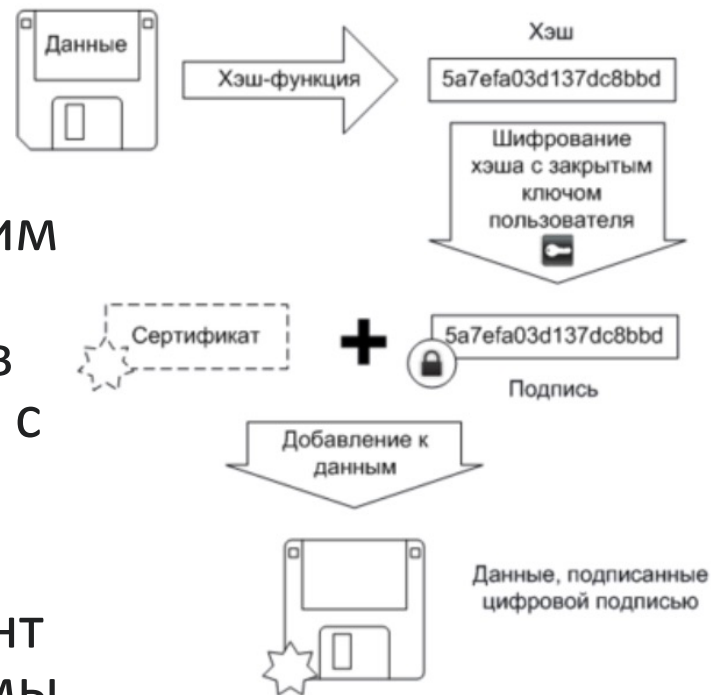 Данные
Хэш-функция
Хэш
5a7efa03d137dc8bbd
Шифрование
хэша с закрытым
ключом
пользователя
им
в
с
Сертификат
5a7efa03d137dc8bbd
Подпись
Добавление к
данным
Данные, подписанные
цифровой подписью
нт
мы